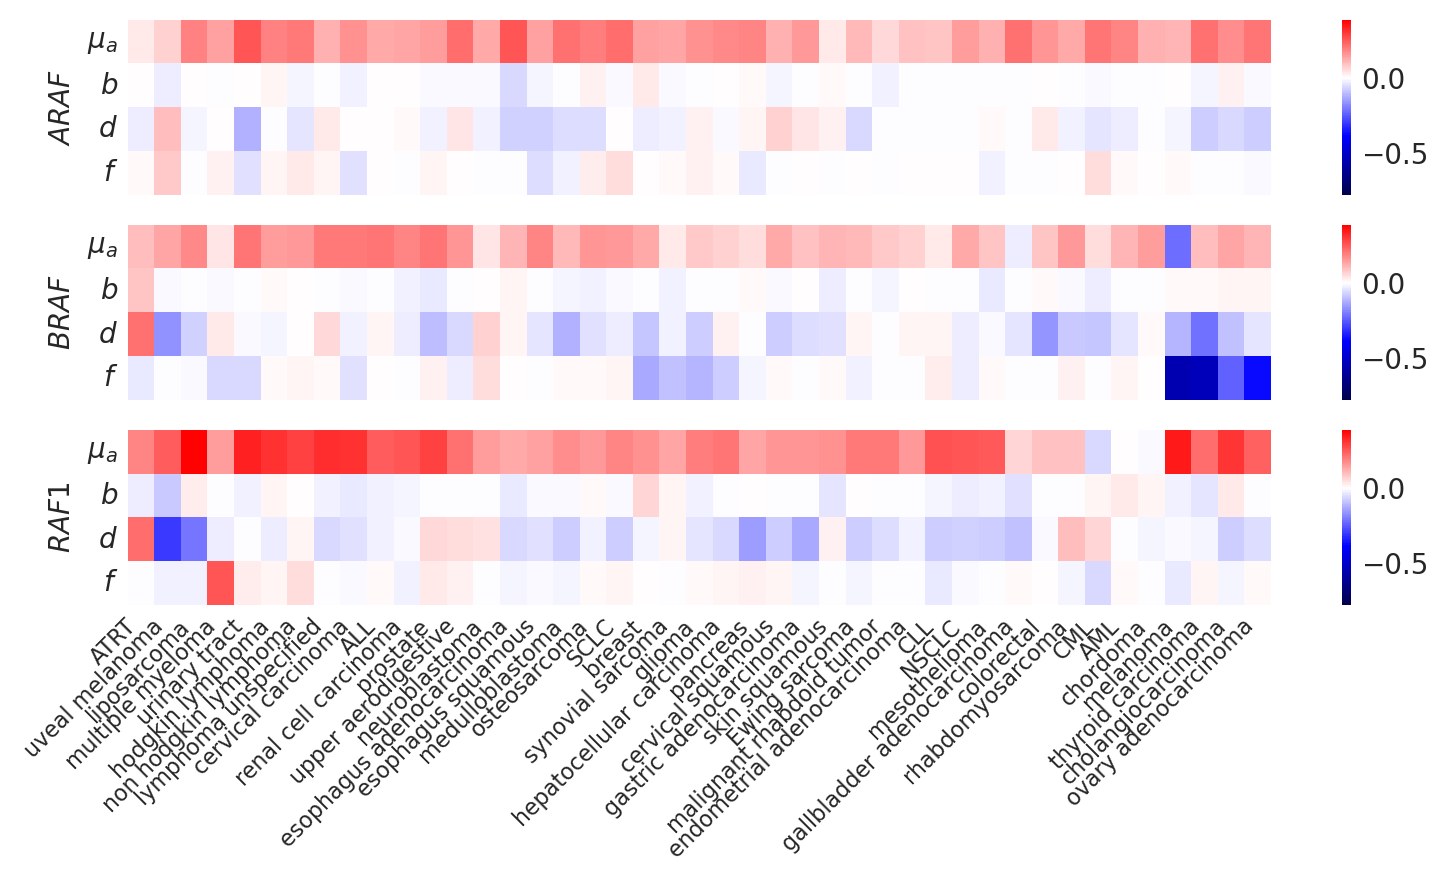 ARAF
μa
b
d
f
0.0
−0.5
BRAF
μa
b
d
f
0.0
−0.5
RAF1
μa
b
d
f
0.0
−0.5
ATRT
uveal melanoma
liposarcoma
multiple myeloma
urinary tract
hodgkin lymphoma
non hodgkin lymphoma
lymphoma unspecified
cervical carcinoma
ALL
renal cell carcinoma
prostate
upper aerodigestive
neuroblastoma
esophagus adenocarcinoma
esophagus squamous
medulloblastoma
osteosarcoma
SCLC
breast
synovial sarcoma
glioma
hepatocellular carcinoma
pancreas
cervical squamous
gastric adenocarcinoma
skin squamous
Ewing sarcoma
malignant rhabdoid tumor
endometrial adenocarcinoma
CLL
NSCLC
mesothelioma
gallbladder adenocarcinoma
colorectal
rhabdomyosarcoma
CML
AML
chordoma
melanoma
thyroid carcinoma
cholangiocarcinoma
ovary adenocarcinoma